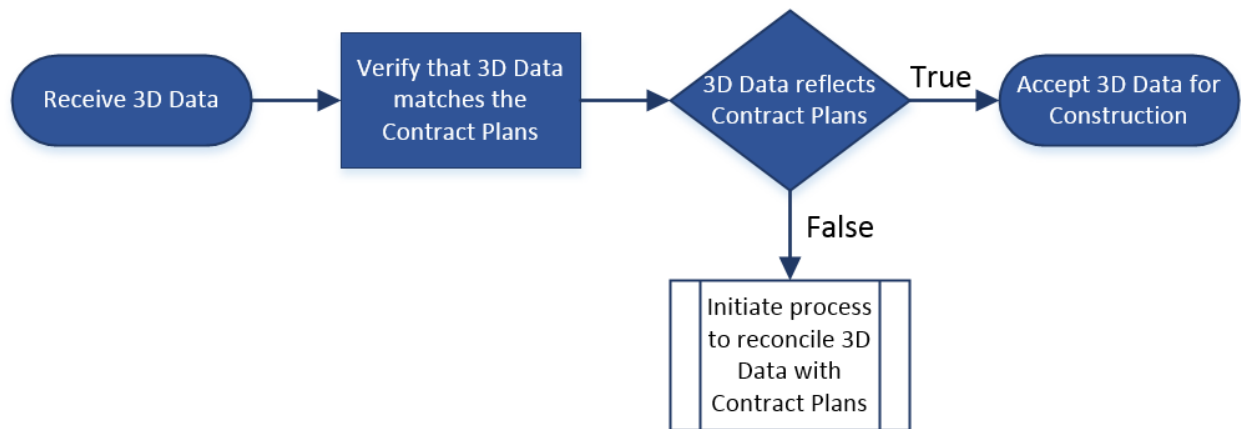 Receive 3D Data
Verify that 3D Data
matches the
Contract Plans
3D Data reflects
Contract Plans
True
Accept 3D Data for
Construction
False
Initiate process
to reconcile 3D
Data with
Contract Plans